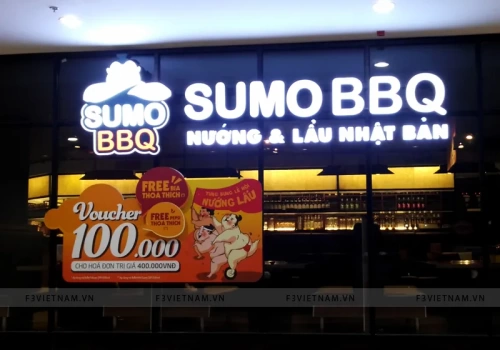 SUMO BBQ
SUMO
BBQ
NƯỚNG & LẨU NHẬT BẢN
FREE BIA
THOẢ THÍCH
NƯỚNG LẨU
Voucher
100.000
CHO HOÁ ĐƠN TRỊ GIÁ 400.000VNĐ
FREE
THOẢ THÍCH
F3VIETNAM.VN
F3VIETNAM.VN
F3VIETNAM.VN
F3VIETNAM.VN